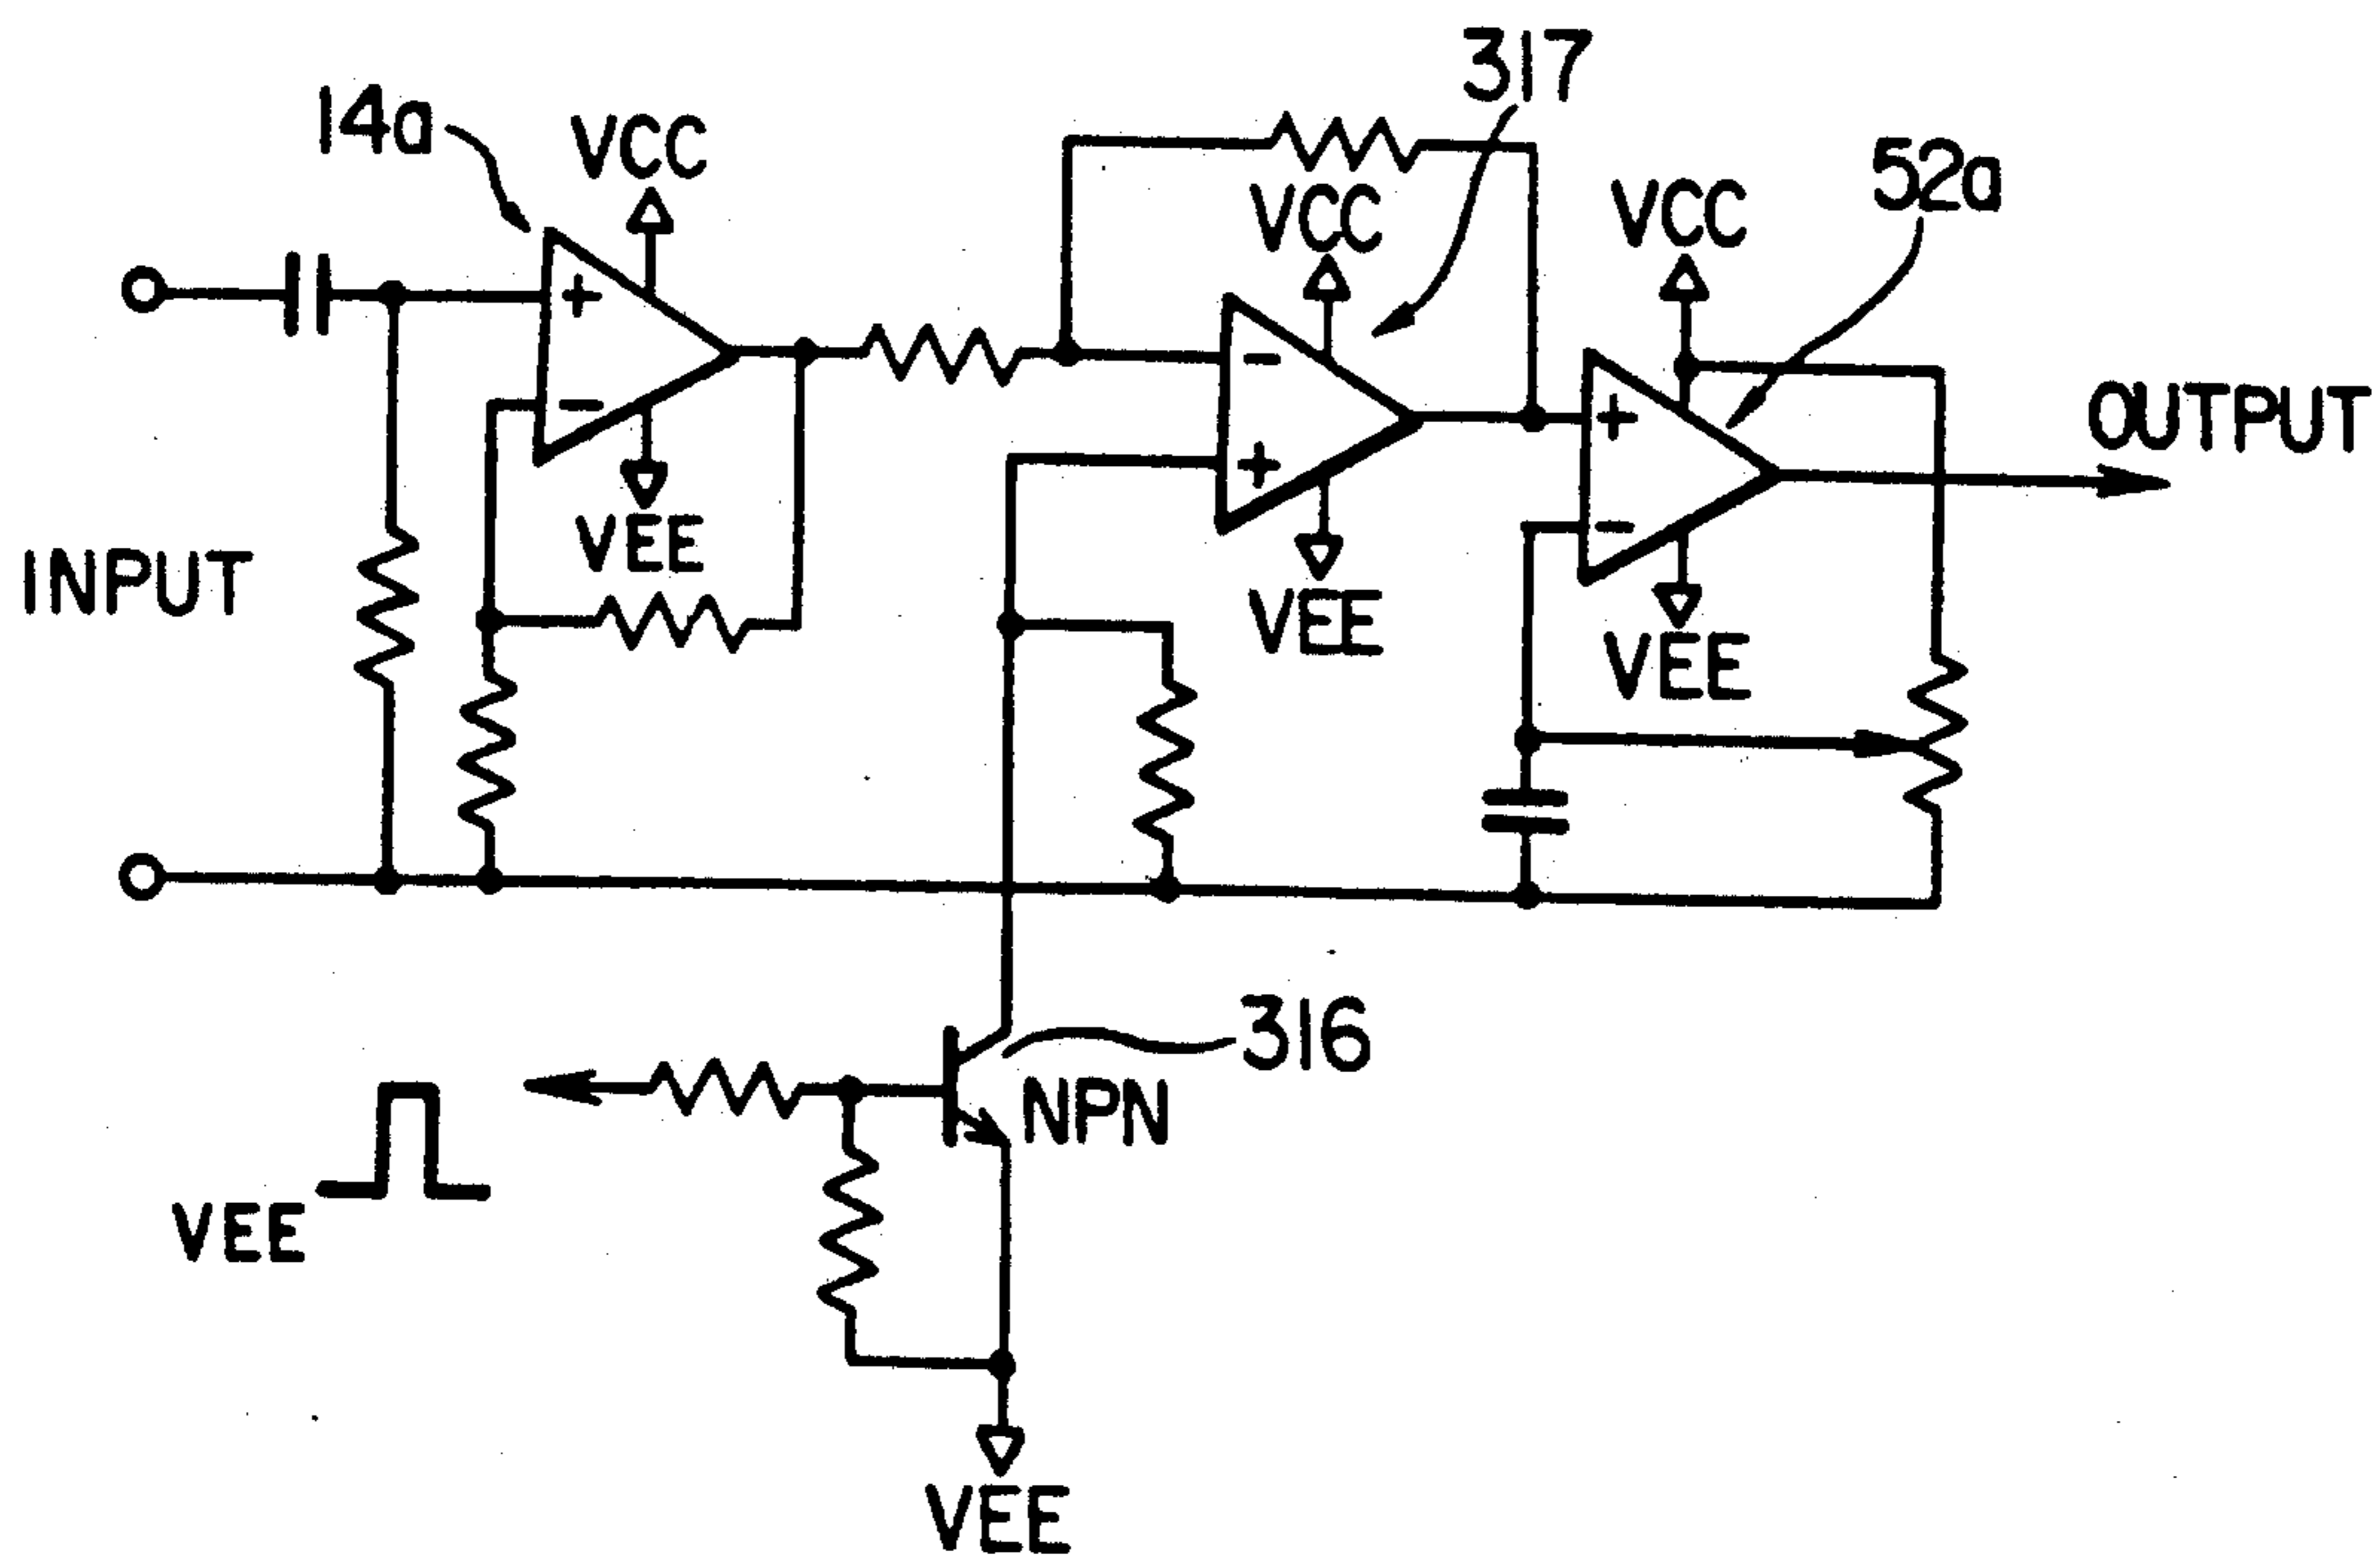 317
14a
VCC
52a
VCC
VCC
OUTPUT
+
-
-
+
+
-
VEE
INPUT
VEE
VEE
316
NPN
VEE
VEE